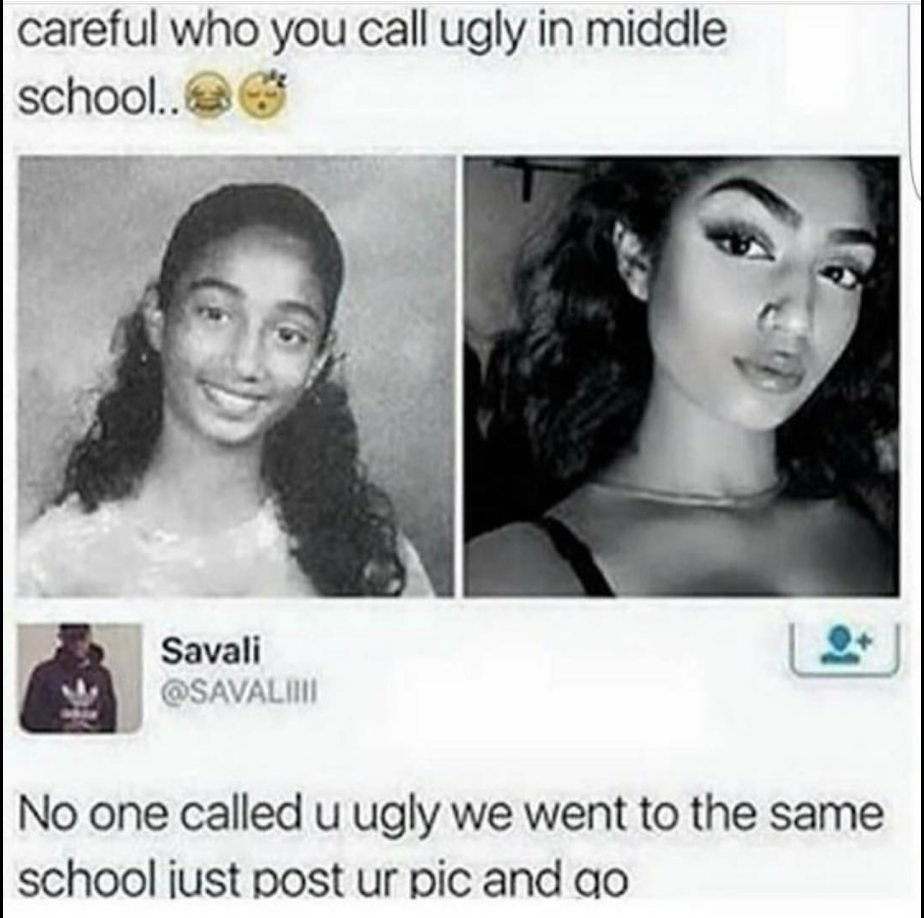 careful who you call ugly in middle
school..😂😴
Savali
@SAVALIIII
No one called u ugly we went to the same
school just post ur pic and go